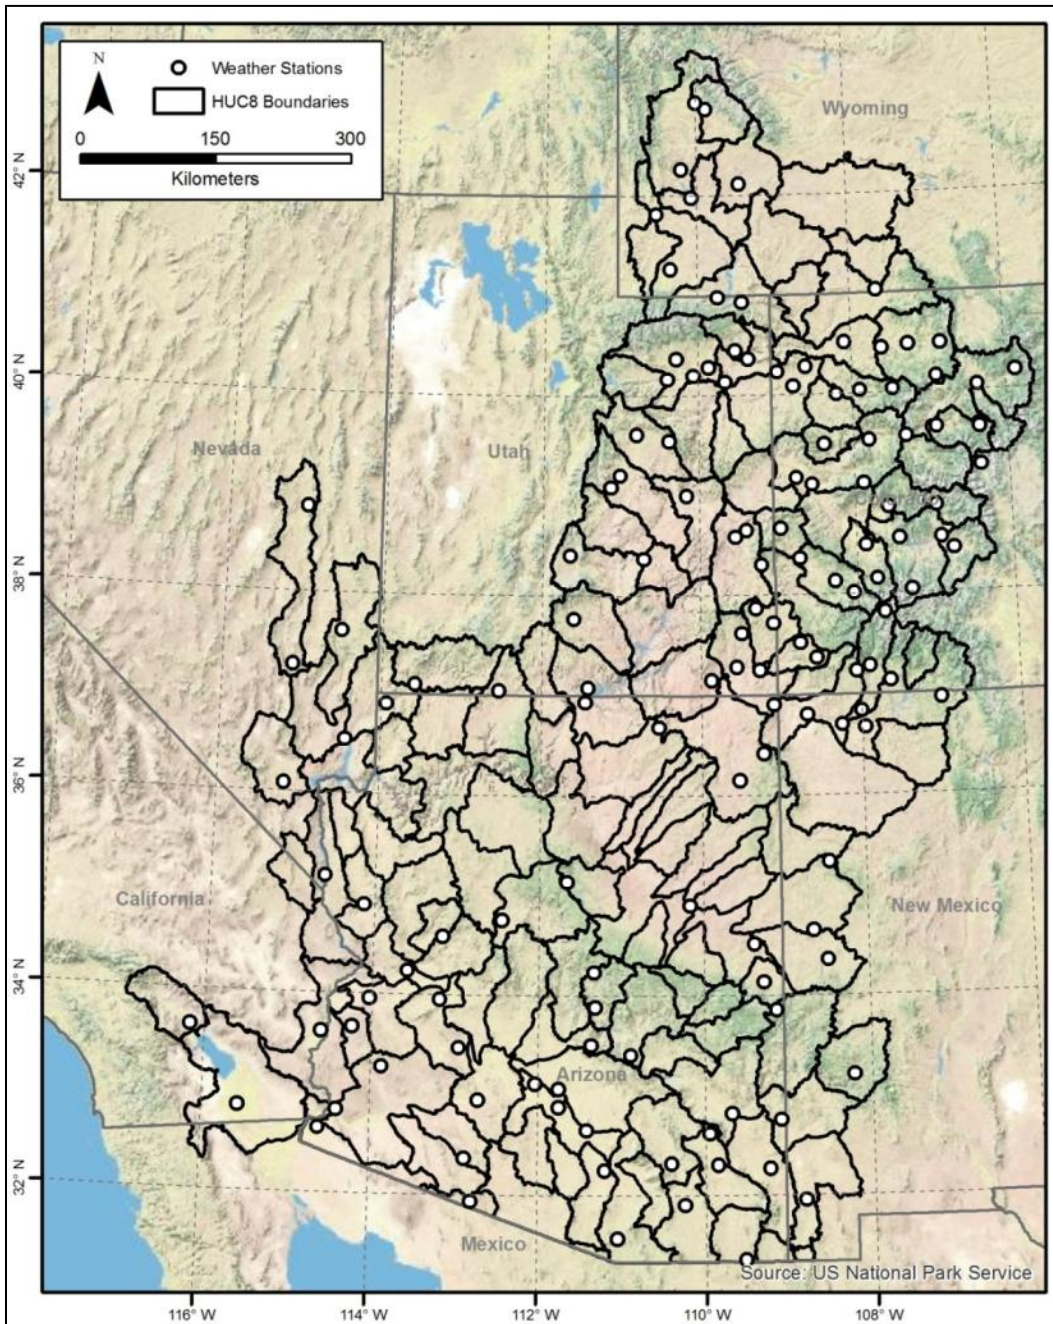 N
Weather Stations
HUC8 Boundaries
0 150 300
Kilometers
Wyoming
42° N
40° N
Nevada
Utah
Colorado
38° N
36° N
California
New Mexico
34° N
Arizona
32° N
Mexico
Source: US National Park Service
116° W 114° W 112° W 110° W 108° W